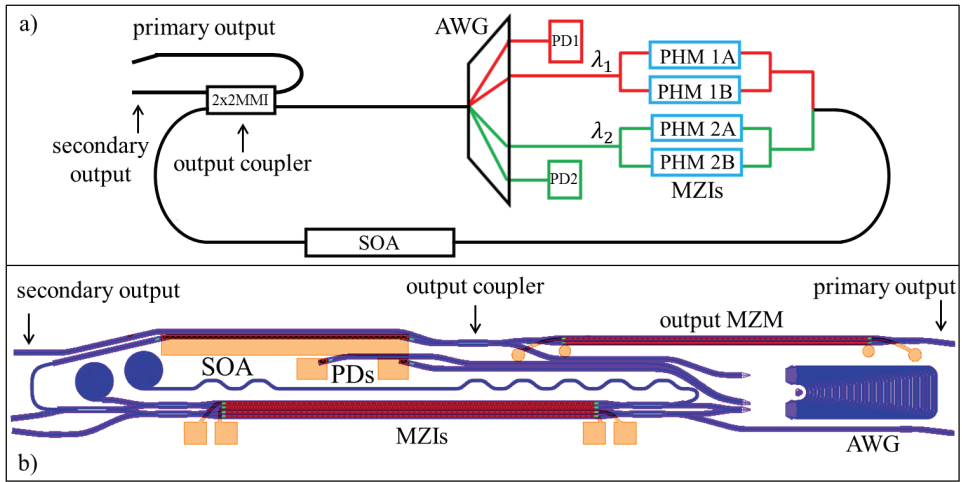 a)
primary output
AWG
PD1
λ1
PHM 1A
PHM 1B
2x2MMI
secondary
output
output coupler
λ2
PHM 2A
PHM 2B
PD2
MZIs
SOA
secondary output
output coupler
primary output
output MZM
SOA
PDs
MZIs
AWG
b)